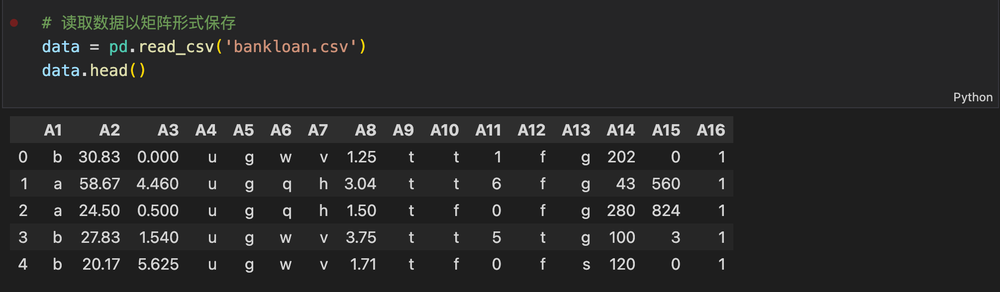 # 读取数据以矩阵形式保存
data = pd.read_csv('bankloan.csv')
data.head()
Python
A1 A2 A3 A4 A5 A6 A7 A8 A9 A10 A11 A12 A13 A14 A15 A16
0 b 30.83 0.000 u g w v 1.25 t t 1 f g 202 0 1
1 a 58.67 4.460 u g q h 3.04 t t 6 f g 43 560 1
2 a 24.50 0.500 u g q h 1.50 t f 0 f g 280 824 1
3 b 27.83 1.540 u g w v 3.75 t t 5 t g 100 3 1
4 b 20.17 5.625 u g w v 1.71 t f 0 f s 120 0 1